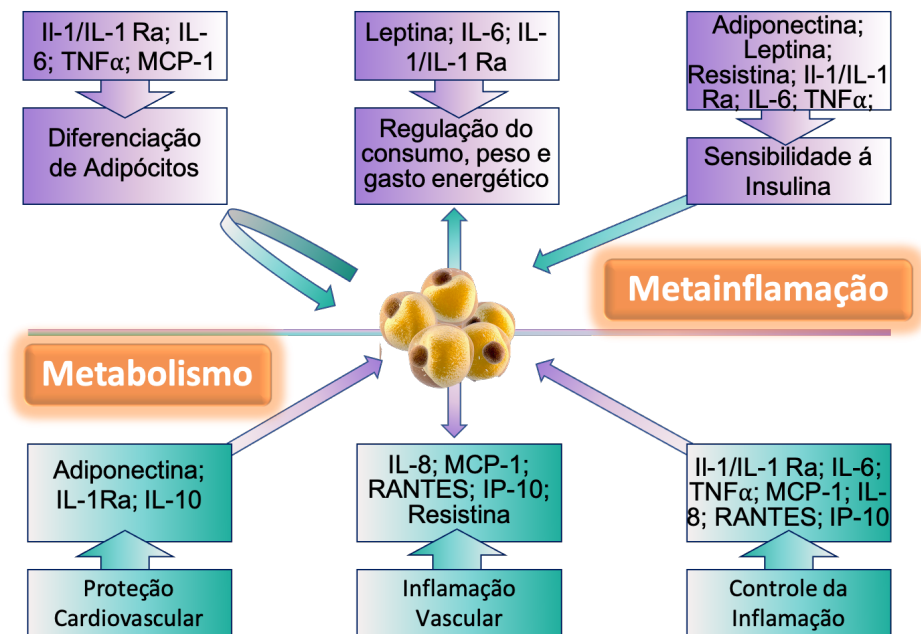 Il-1/IL-1 Ra; IL-
6; TNFα; MCP-1
Diferenciação
de Adipócitos
Leptina; IL-6; IL-
1/IL-1 Ra
Regulação do
consumo, peso e
gasto energético
Adiponectina;
Leptina;
Resistina; Il-1/IL-1
Ra; IL-6; TNFα;
Sensibilidade á
Insulina
Metainflamação
Metabolismo
Adiponectina;
IL-1Ra; IL-10
Proteção
Cardiovascular
IL-8; MCP-1;
RANTES; IP-10;
Resistina
Inflamação
Vascular
Il-1/IL-1 Ra; IL-6;
TNFα; MCP-1; IL-
8; RANTES; IP-10
Controle da
Inflamação